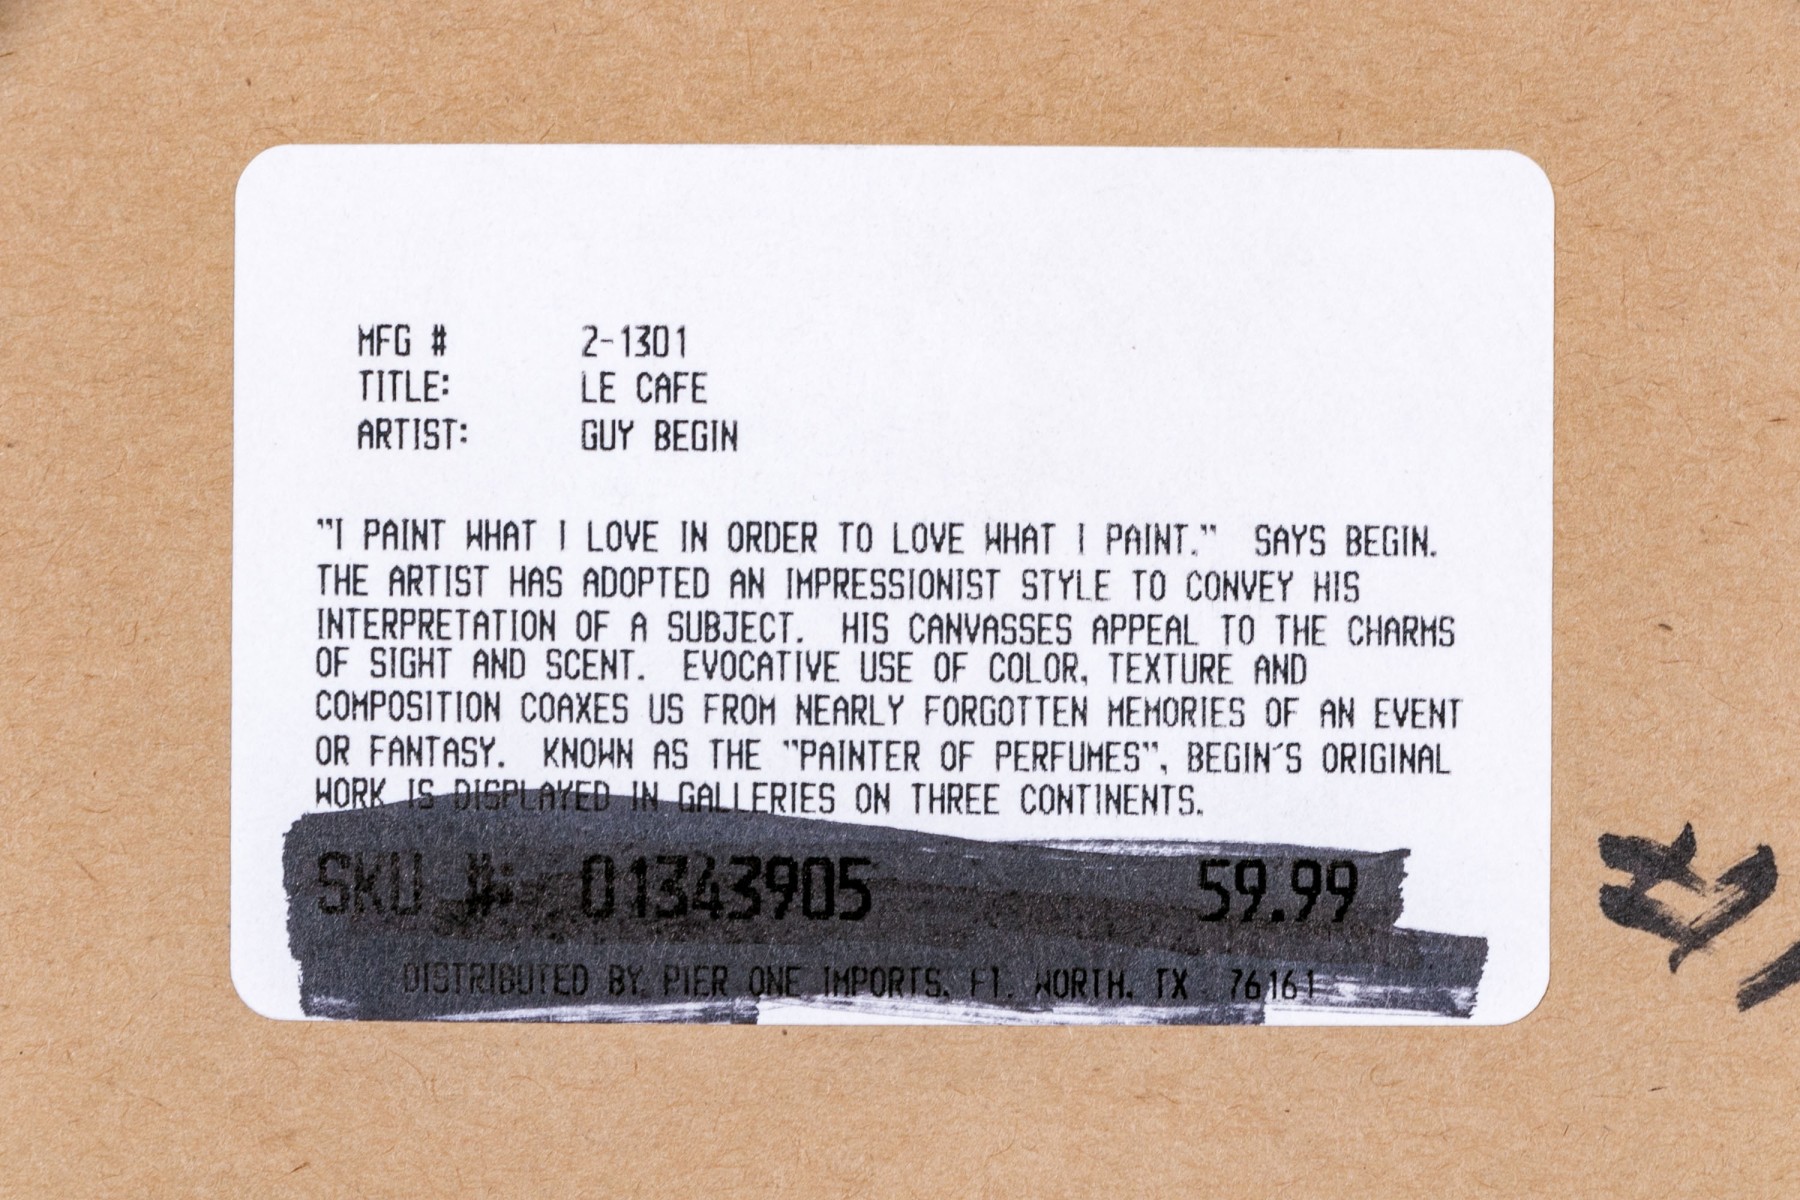 MFG # 2-1301
TITLE: LE CAFE
ARTIST: GUY BEGIN
"I PAINT WHAT I LOVE IN ORDER TO LOVE WHAT I PAINT." SAYS BEGIN.
THE ARTIST HAS ADOPTED AN IMPRESSIONIST STYLE TO CONVEY HIS
INTERPRETATION OF A SUBJECT. HIS CANVASSES APPEAL TO THE CHARMS
OF SIGHT AND SCENT. EVOCATIVE USE OF COLOR, TEXTURE AND
COMPOSITION COAXES US FROM NEARLY FORGOTTEN MEMORIES OF AN EVENT
OR FANTASY. KNOWN AS THE "PAINTER OF PERFUMES", BEGIN'S ORIGINAL
WORK IS DISPLAYED IN GALLERIES ON THREE CONTINENTS.
SKU #: 01343905 59.99
DISTRIBUTED BY PIER ONE IMPORTS, FT. WORTH, TX 76161